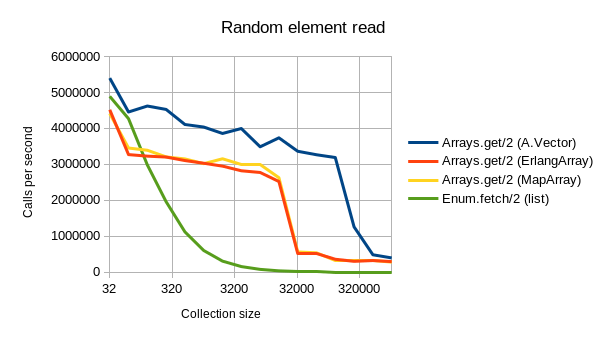 Random element read
6000000
5000000
4000000
3000000
2000000
1000000
0
32
320
3200
32000
320000
Calls per second
Collection size
Arrays.get/2 (A.Vector)
Arrays.get/2 (ErlangArray)
Arrays.get/2 (MapArray)
Enum.fetch/2 (list)